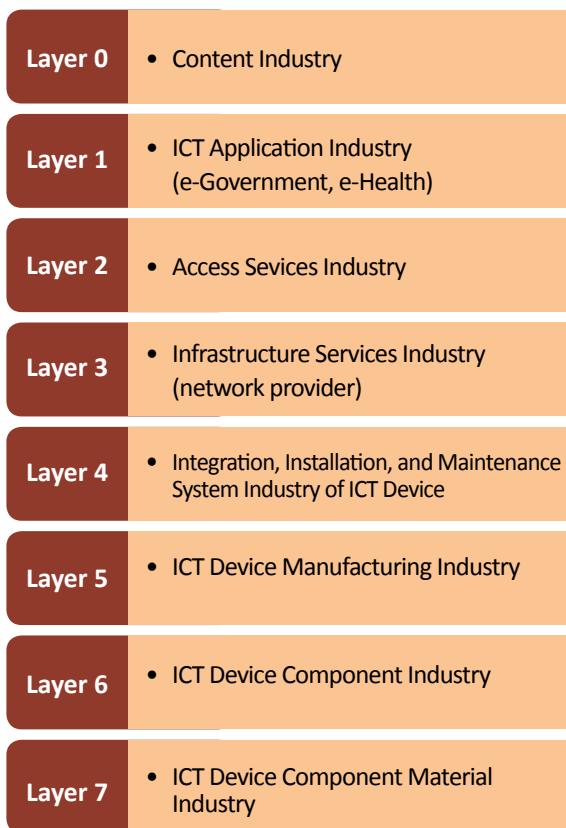 Layer 0
• Content Industry
Layer 1
• ICT Application Industry
(e-Government, e-Health)
Layer 2
• Access Sevices Industry
Layer 3
• Infrastructure Services Industry
(network provider)
Layer 4
• Integration, Installation, and Maintenance
System Industry of ICT Device
Layer 5
• ICT Device Manufacturing Industry
Layer 6
• ICT Device Component Industry
Layer 7
• ICT Device Component Material
Industry